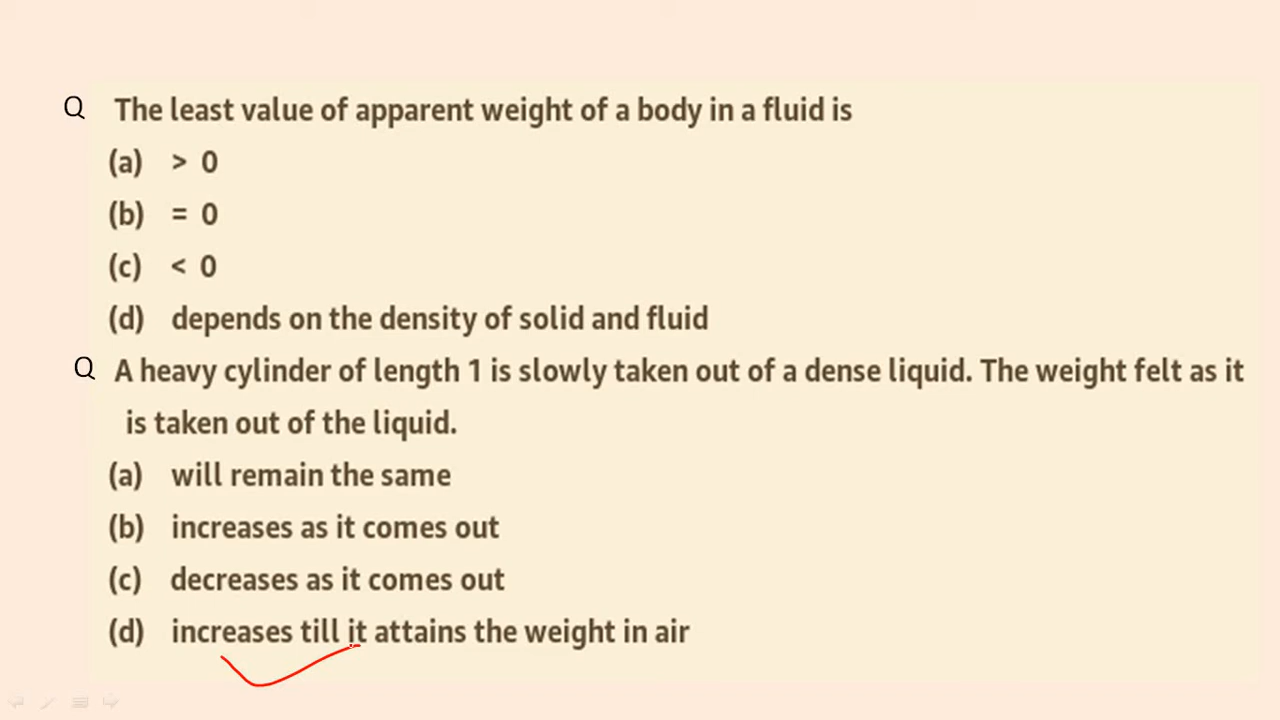 Q The least value of apparent weight of a body in a fluid is
(a) > 0
(b) = 0
(c) < 0
(d) depends on the density of solid and fluid
Q A heavy cylinder of length 1 is slowly taken out of a dense liquid. The weight felt as it
is taken out of the liquid.
(a) will remain the same
(b) increases as it comes out
(c) decreases as it comes out
(d) increases till it attains the weight in air